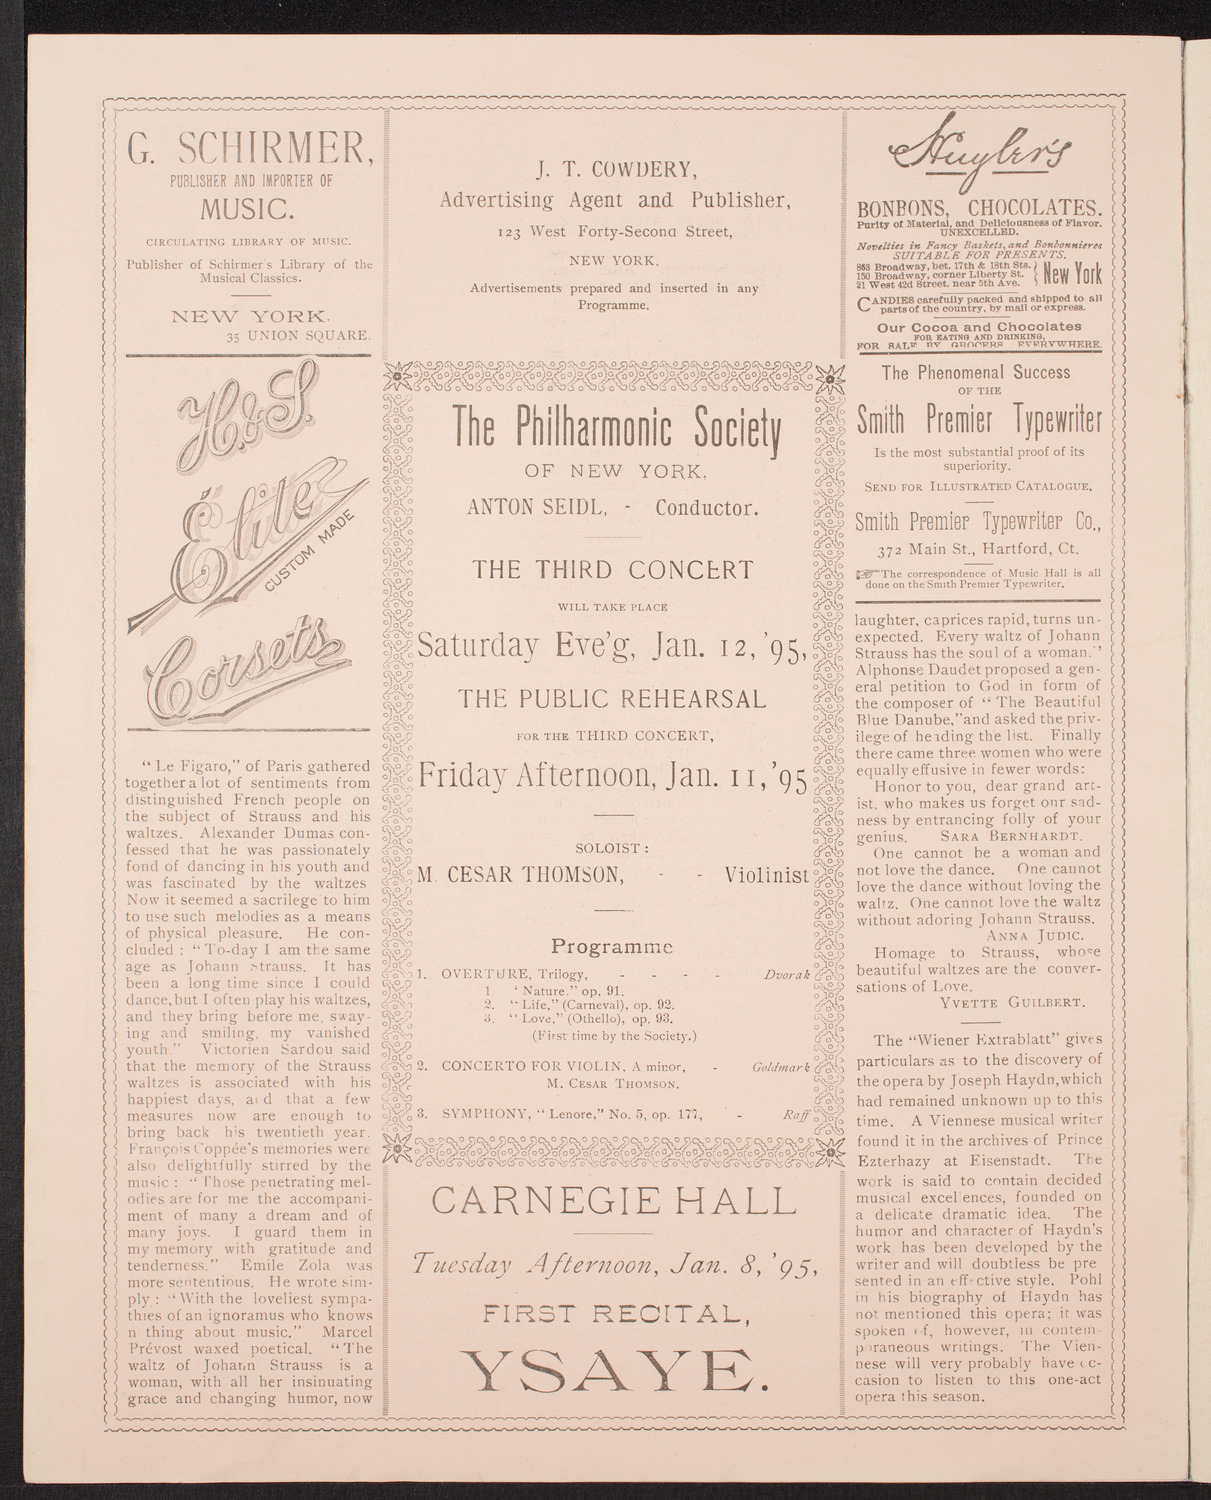 G. SCHIRMER,
PUBLISHER AND IMPORTER OF
MUSIC.
CIRCULATING LIBRARY OF MUSIC.
Publisher of Schirmer's Library of the
Musical Classics.
NEW YORK.
35 UNION SQUARE.
H.&S.
Élite
CUSTOM MADE
Corsets
"Le Figaro," of Paris gathered
together a lot of sentiments from
distinguished French people on
the subject of Strauss and his
waltzes. Alexander Dumas con-
fessed that he was passionately
fond of dancing in his youth and
was fascinated by the waltzes
Now it seemed a sacrilege to him
to use such melodies as a means
of physical pleasure. He con-
cluded : "To-day I am the same
age as Johann Strauss. It has
been a long time since I could
dance, but I often play his waltzes,
and they bring before me, sway-
ing and smiling, my vanished
youth." Victorien Sardou said
that the memory of the Strauss
waltzes is associated with his
happiest days, and that a few
measures now are enough to
bring back his twentieth year.
François Coppée's memories were
also delightfully stirred by the
music : "Those penetrating mel-
odies are for me the accompani-
ment of many a dream and of
many joys. I guard them in
my memory with gratitude and
tenderness." Emile Zola was
more sententious. He wrote sim-
ply : "With the loveliest sympa-
thies of an ignoramus who knows
n thing about music." Marcel
Prévost waxed poetical. "The
waltz of Johann Strauss is a
woman, with all her insinuating
grace and changing humor, now
J. T. COWDERY,
Advertising Agent and Publisher,
123 West Forty-Second Street,
NEW YORK.
Advertisements prepared and inserted in any
Programme.
The Philharmonic Society
OF NEW YORK,
ANTON SEIDL, - Conductor.
THE THIRD CONCERT
WILL TAKE PLACE
Saturday Eve'g, Jan. 12, '95,
THE PUBLIC REHEARSAL
FOR THE THIRD CONCERT,
Friday Afternoon, Jan. 11, '95
SOLOIST :
M. CESAR THOMSON, - - Violinist
Programme
1. OVERTURE, Trilogy, - - - - Dvorak
1. ' Nature." op. 91.
2. " Life," (Carneval), op. 92.
3. " Love," (Othello), op. 93.
(First time by the Society.)
2. CONCERTO FOR VIOLIN, A minor, - Goldmark
M. CESAR THOMSON.
3. SYMPHONY, " Lenore," No. 5, op. 177, - Raff
CARNEGIE HALL
Tuesday Afternoon, Jan. 8, '95,
FIRST RECITAL,
YSAYE.
Huyler's
BONBONS, CHOCOLATES.
Purity of Material, and Deliciousness of Flavor.
UNEXCELLED.
Novelties in Fancy Baskets, and Bonbonnieres
SUITABLE FOR PRESENTS.
863 Broadway, bet. 17th & 18th Sts.
150 Broadway, corner Liberty St.
21 West 42d Street, near 5th Ave.
New York
CANDIES carefully packed and shipped to all
parts of the country, by mail or express.
Our Cocoa and Chocolates
FOR EATING AND DRINKING,
FOR SALE BY GROCERS EVERYWHERE.
The Phenomenal Success
OF THE
Smith Premier Typewriter
Is the most substantial proof of its
superiority.
SEND FOR ILLUSTRATED CATALOGUE.
Smith Premier Typewriter Co.,
372 Main St., Hartford, Ct.
The correspondence of Music Hall is all
done on the Smith Premier Typewriter.
laughter, caprices rapid, turns un-
expected. Every waltz of Johann
Strauss has the soul of a woman."
Alphonse Daudet proposed a gen-
eral petition to God in form of
the composer of "The Beautiful
Blue Danube," and asked the priv-
ilege of heading the list. Finally
there came three women who were
equally effusive in fewer words:
Honor to you, dear grand art-
ist, who makes us forget our sad-
ness by entrancing folly of your
genius. SARA BERNHARDT.
One cannot be a woman and
not love the dance. One cannot
love the dance without loving the
waltz. One cannot love the waltz
without adoring Johann Strauss.
ANNA JUDIC.
Homage to Strauss, whose
beautiful waltzes are the conver-
sations of Love.
YVETTE GUILBERT.
The "Wiener Extrablatt" gives
particulars as to the discovery of
the opera by Joseph Haydn, which
had remained unknown up to this
time. A Viennese musical writer
found it in the archives of Prince
Ezterhazy at Eisenstadt. The
work is said to contain decided
musical excellences, founded on
a delicate dramatic idea. The
humor and character of Haydn's
work has been developed by the
writer and will doubtless be pre
sented in an effective style. Pohl
in his biography of Haydn has
not mentioned this opera; it was
spoken of, however, in contem-
poraneous writings. The Vien-
nese will very probably have oc-
casion to listen to this one-act
opera this season.